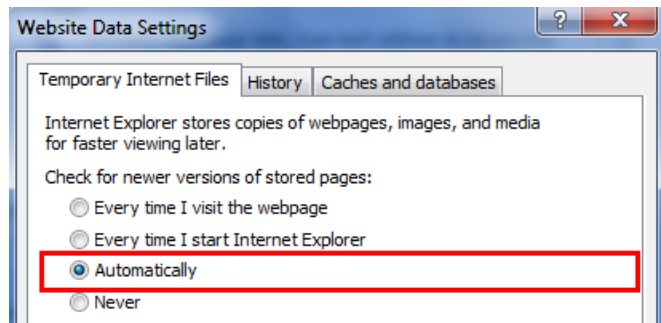 Website Data Settings
Temporary Internet Files
History
Caches and databases
Internet Explorer stores copies of webpages, images, and media
for faster viewing later.
Check for newer versions of stored pages:
Every time I visit the webpage
Every time I start Internet Explorer
Automatically
Never